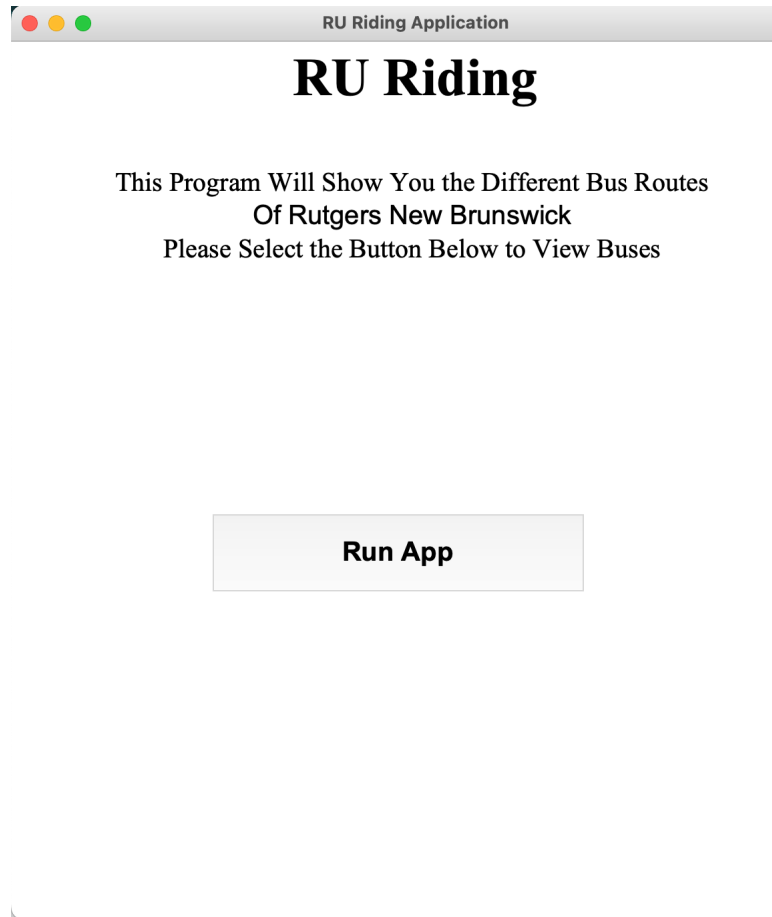 RU Riding Application
RU Riding
This Program Will Show You the Different Bus Routes
Of Rutgers New Brunswick
Please Select the Button Below to View Buses
Run App